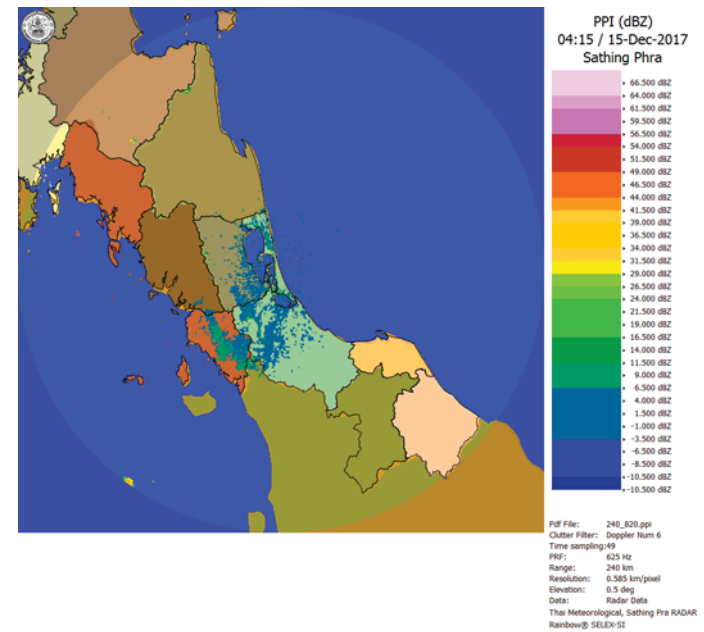 PPI (dBZ)
04:15 / 15-Dec-2017
Sathing Phra
66.500 dBZ
64.000 dBZ
61.500 dBZ
59.500 dBZ
56.500 dBZ
54.000 dBZ
51.500 dBZ
49.000 dBZ
46.500 dBZ
44.000 dBZ
41.500 dBZ
39.000 dBZ
36.500 dBZ
34.000 dBZ
31.500 dBZ
29.000 dBZ
26.500 dBZ
24.000 dBZ
21.500 dBZ
19.000 dBZ
16.500 dBZ
14.000 dBZ
11.500 dBZ
9.000 dBZ
6.500 dBZ
4.000 dBZ
1.500 dBZ
-1.000 dBZ
-3.500 dBZ
-6.500 dBZ
-8.500 dBZ
-10.500 dBZ
-10.500 dBZ
Pdf File: 240_820.ppi
Clutter Filter: Doppler Num 6
Time sampling:49
PRF: 625 Hz
Range: 240 km
Resolution: 0.585 km/pixel
Elevation: 0.5 deg
Data: Radar Data
Thai Meteorological, Sathing Pra RADAR
Rainbow® SELEX-SI